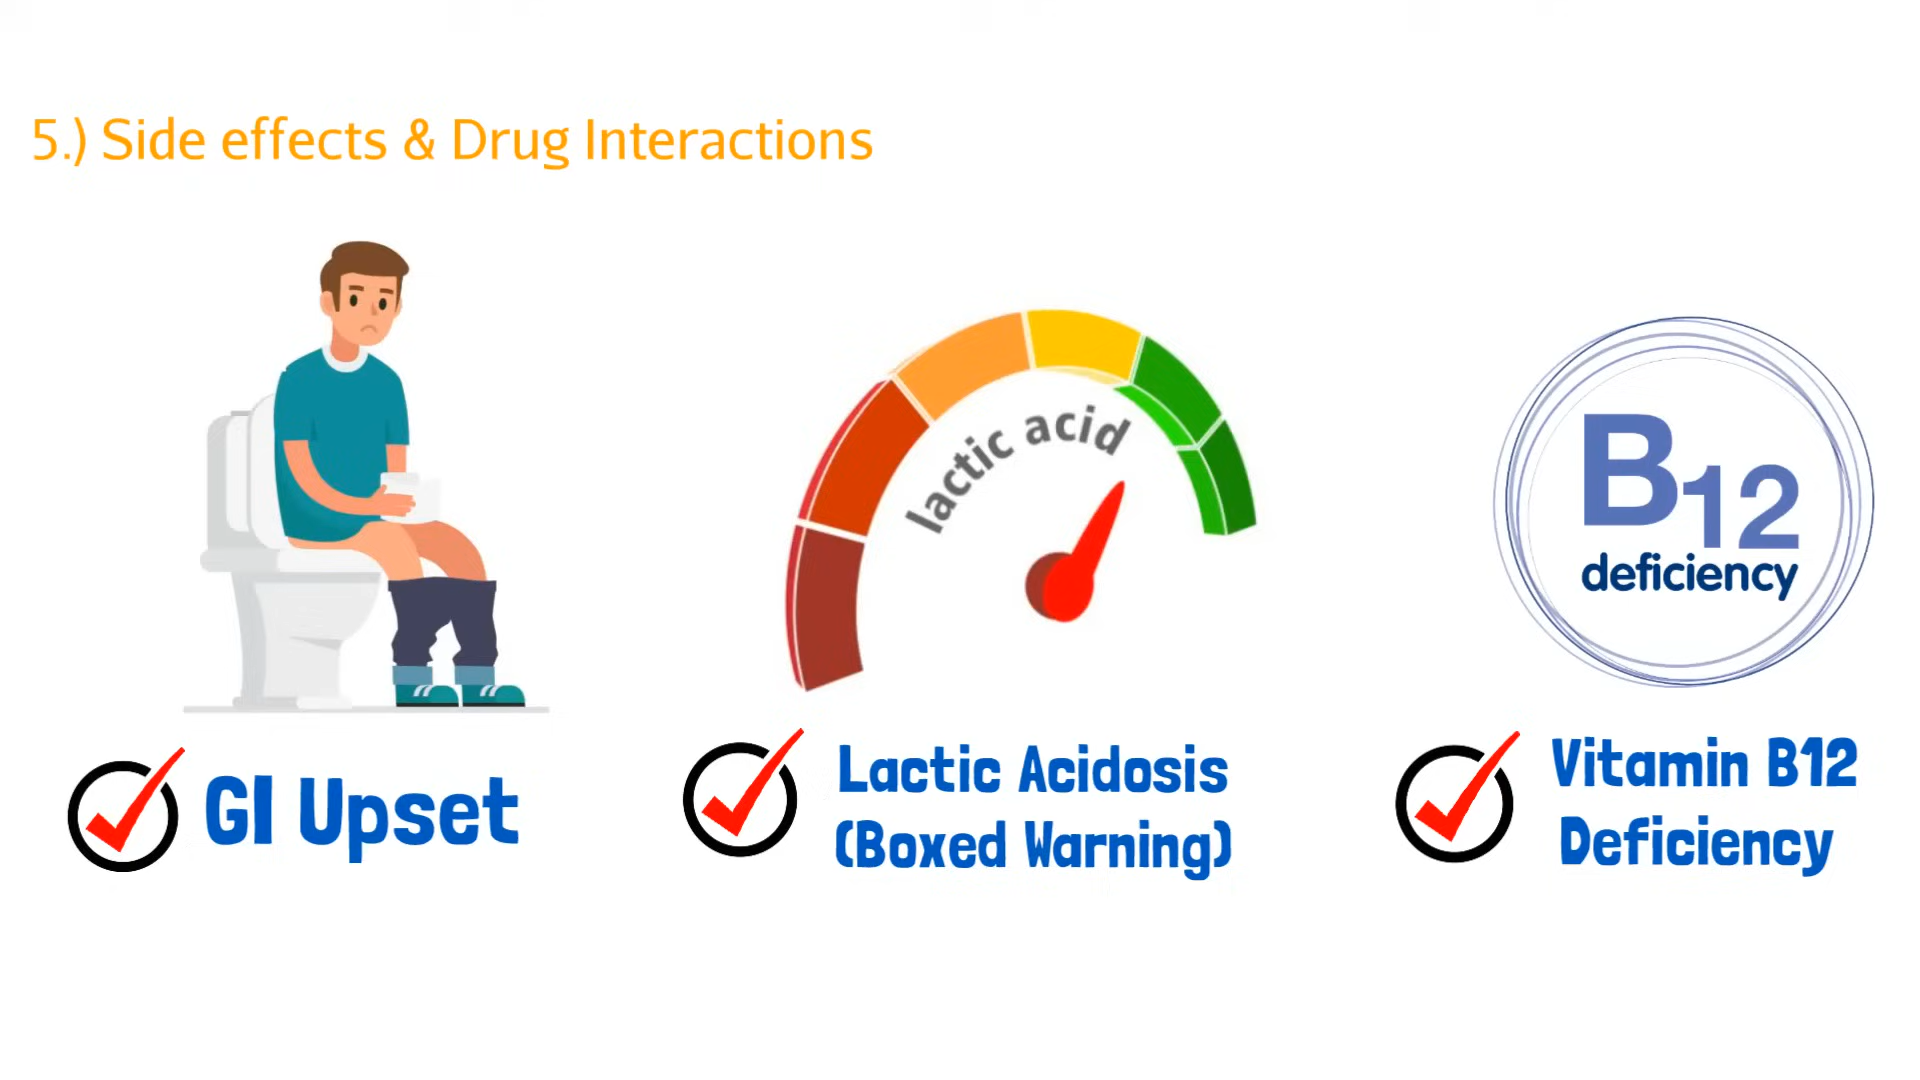 5.) Side effects & Drug Interactions
lactic acid
B12
deficiency
GI Upset
Lactic Acidosis
(Boxed Warning)
Vitamin B12
Deficiency